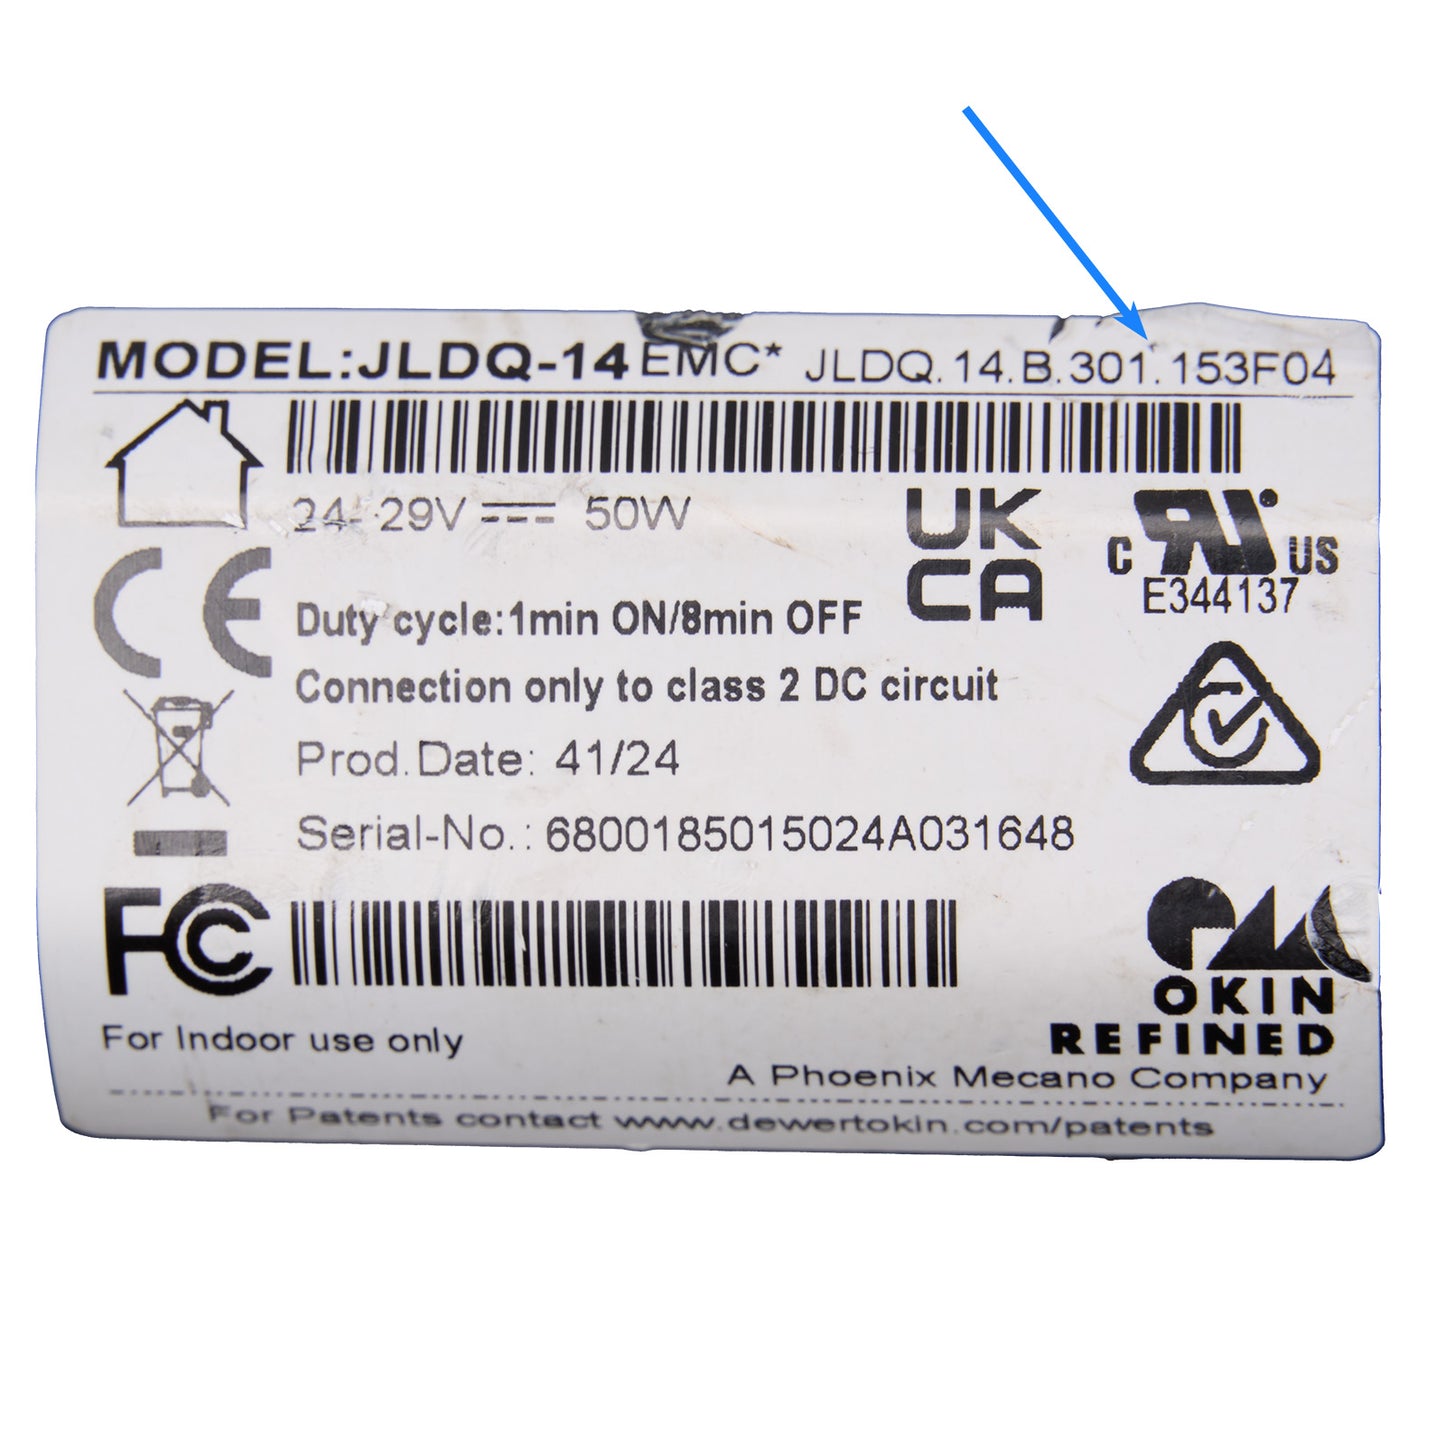 MODEL:JLDQ-14 EMC* JLDQ.14.B.301.153F04
24-29V 50W
UK
CA
C RU US
E344137
CE
Duty cycle:1min ON/8min OFF
Connection only to class 2 DC circuit
Prod.Date: 41/24
Serial-No.: 6800185015024A031648
FC
OKIN
REFINED
For Indoor use only
A Phoenix Mecano Company
For Patents contact www.dewertokin.com/patents